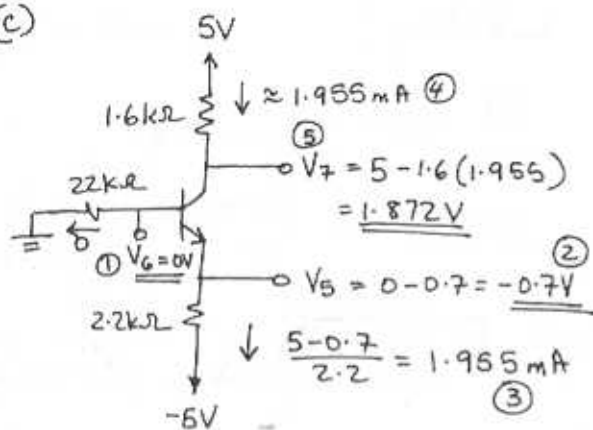 (c)
5V
1.6kΩ ↓ ≈ 1.955 mA ④
⑤
V7 = 5 - 1.6 (1.955)
= 1.872 V
22kΩ
0
① V6 = 0V
②
V5 = 0 - 0.7 = -0.7V
2.2kΩ
↓ 5-0.7 / 2.2 = 1.955 mA
③
-5V